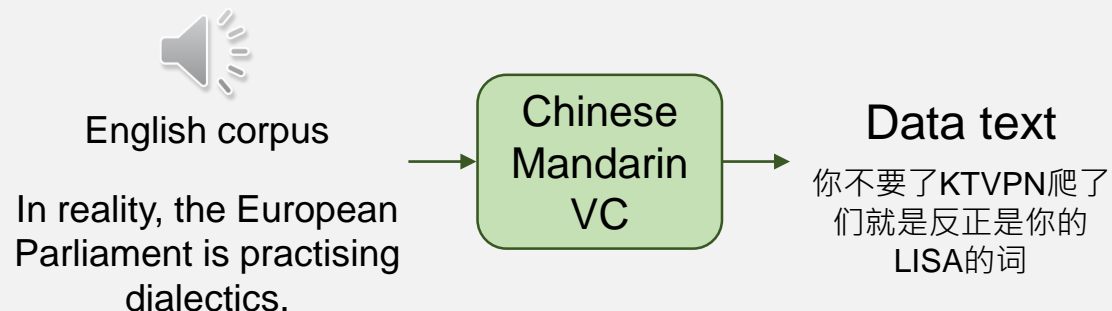 English corpus
In reality, the European
Parliament is practising
dialectics.
Chinese
Mandarin
VC
Data text
你不要了KTVPN爬了
们就是反正是你的
LISA的词